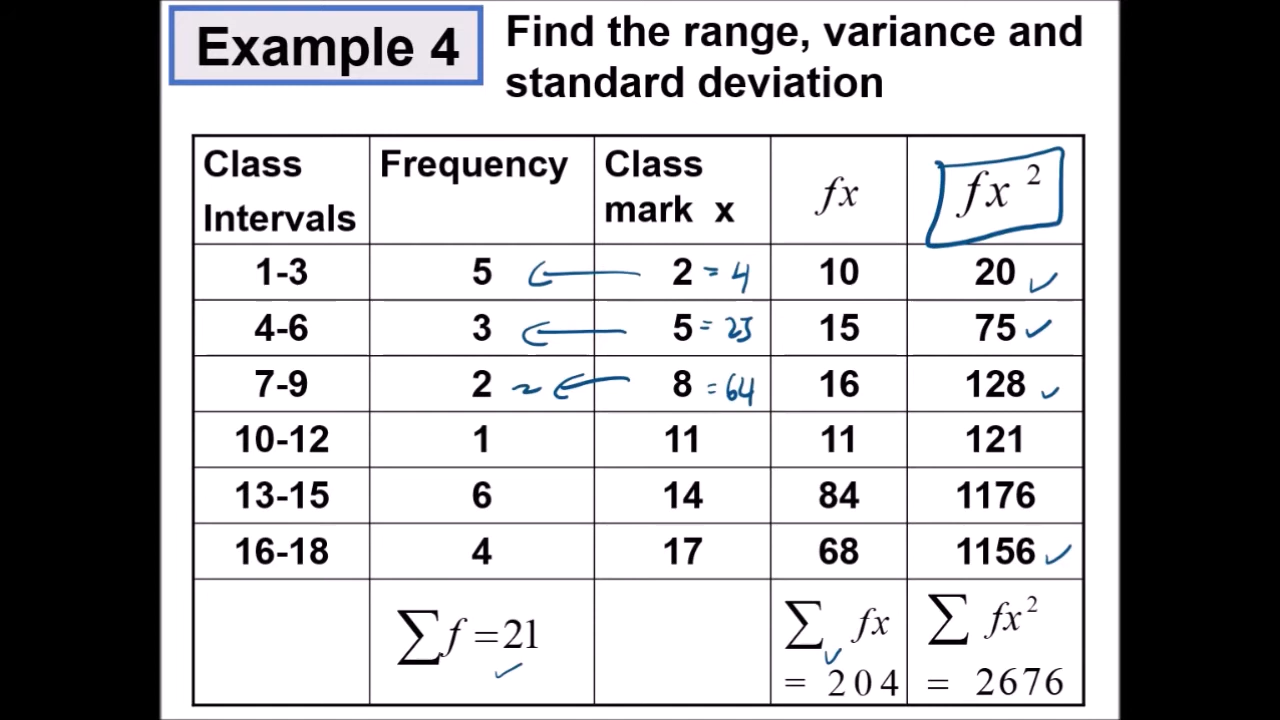 Example 4
Find the range, variance and
standard deviation
Class Intervals Frequency Class mark x fx fx²
1-3 5 2 = 4 10 20 ✓
4-6 3 5 = 25 15 75 ✓
7-9 2 8 = 64 16 128 ✓
10-12 1 11 11 121
13-15 6 14 84 1176
16-18 4 17 68 1156 ✓
∑f = 21 ✓ ∑ fx ✓ ∑ fx²
= 204 = 2676